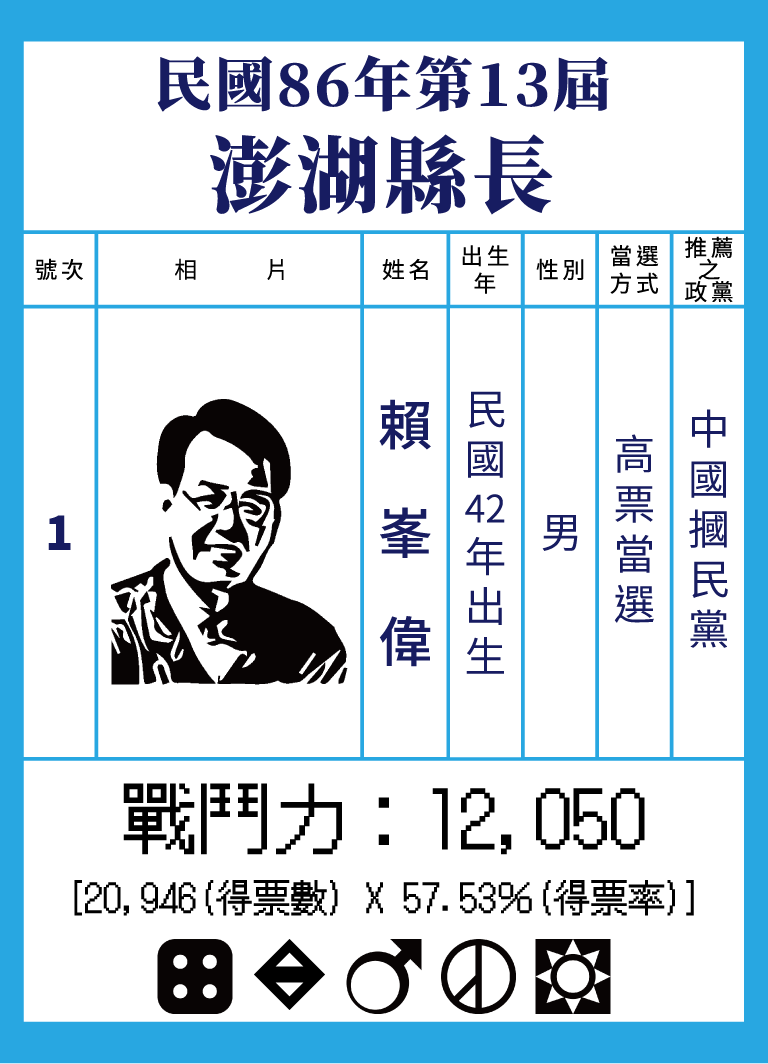 民國86年第13屆
澎湖縣長
號次
相片
姓名
出生
年
性別
當選
方式
推薦
之
政黨
1
賴峯偉
民國42年出生
男
高票當選
中國摑民黨
戰鬥力：12,050
[20,946(得票數) X 57.53%(得票率)]